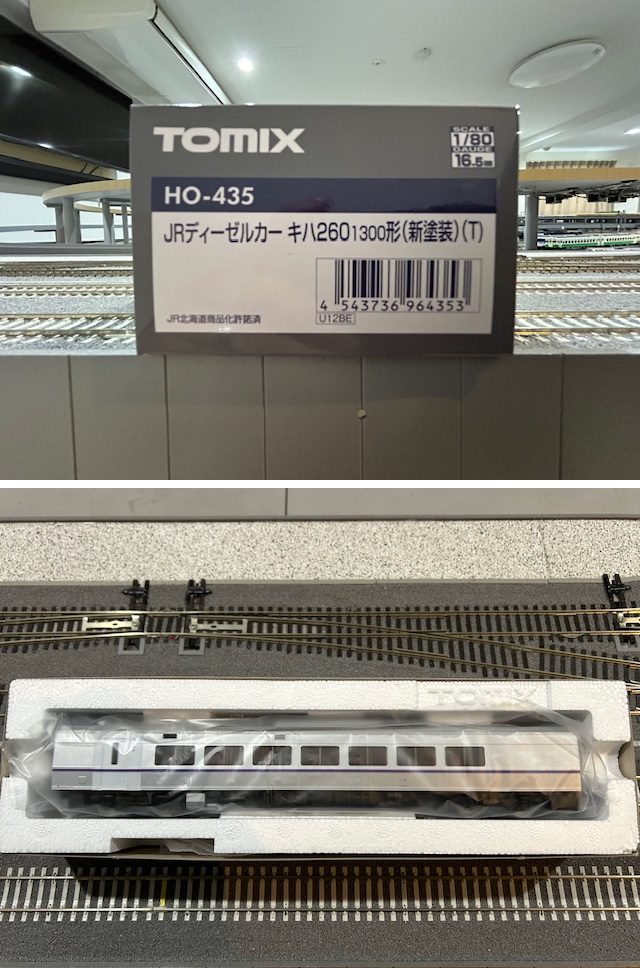 TOMIX
SCALE
1/80
GAUGE
16.5mm
HO-435
JRディーゼルカー キハ260 1300形(新塗装)(T)
4 543736 964353
JR北海道商品化許諾済
U12BE
TOMIX